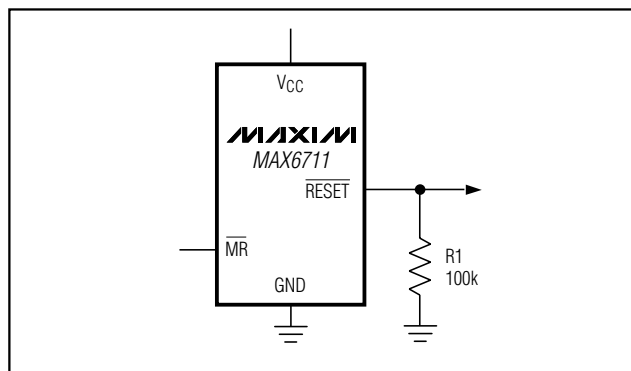 VCC
MAXIM
MAX6711
RESET
MR
R1
100k
GND